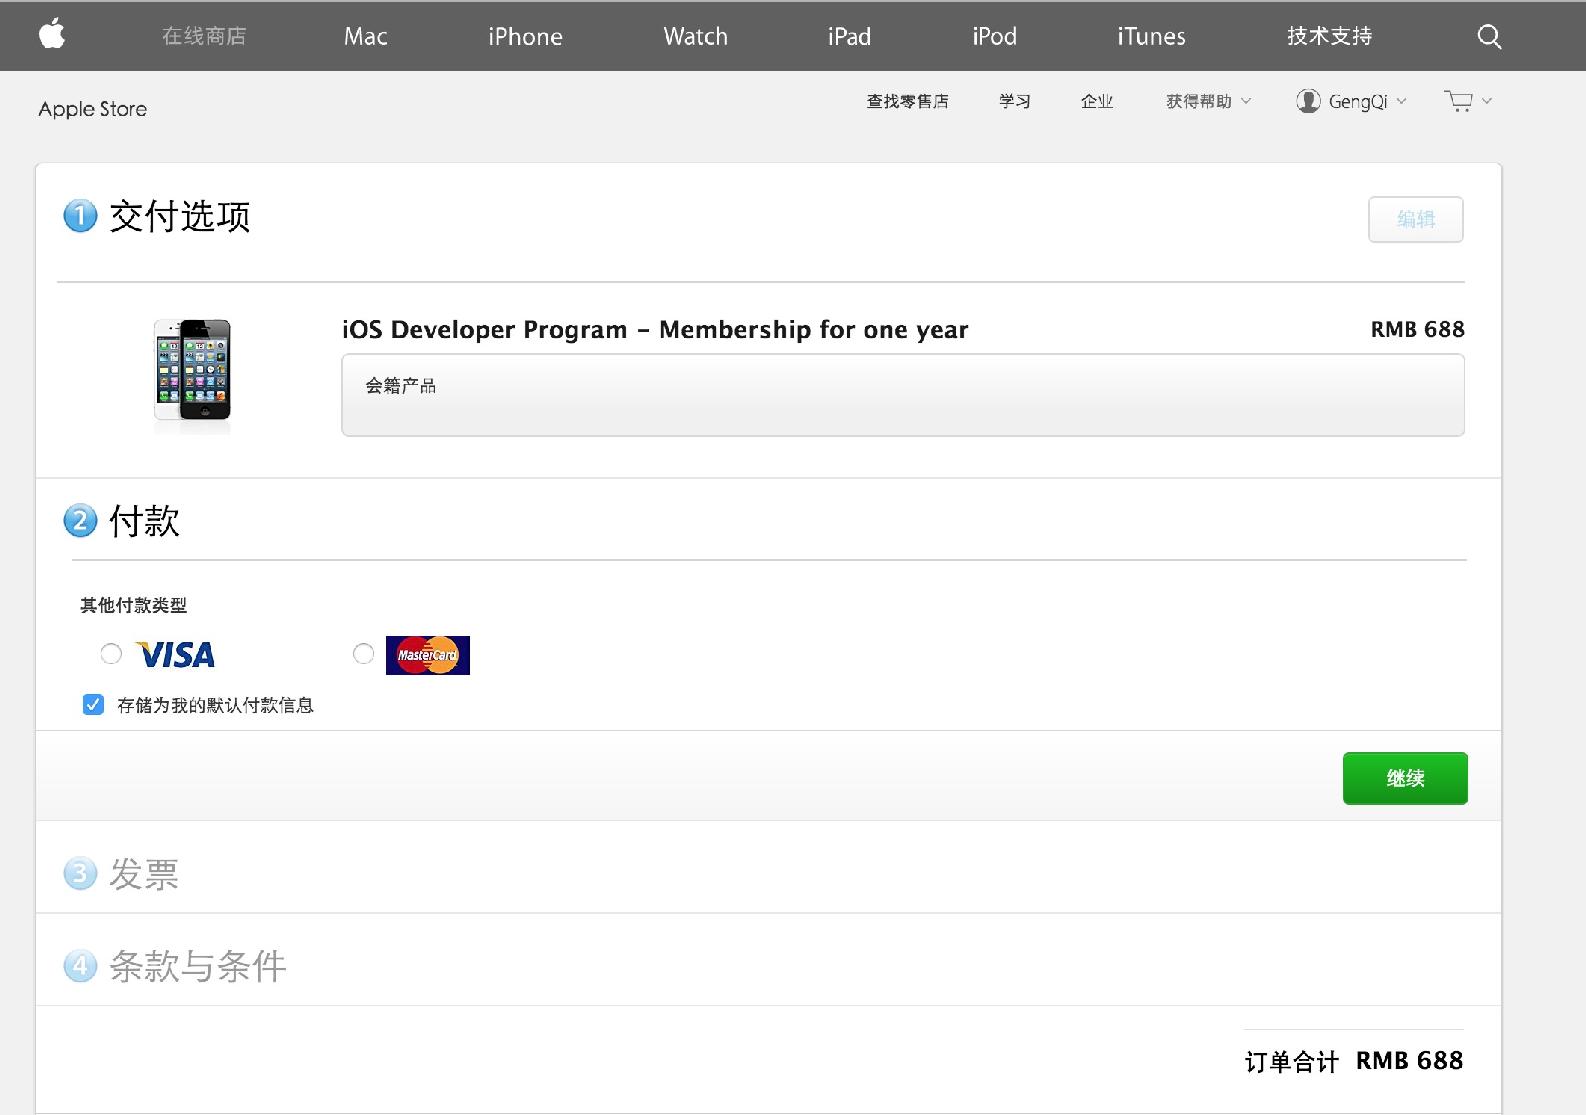 在线商店 Mac iPhone Watch iPad iPod iTunes 技术支持
Apple Store 查找零售店 学习 企业 获得帮助 GengQi
1 交付选项 编辑
iOS Developer Program – Membership for one year RMB 688
会籍产品
2 付款
其他付款类型
VISA MasterCard
存储为我的默认付款信息
继续
3 发票
4 条款与条件
订单合计 RMB 688